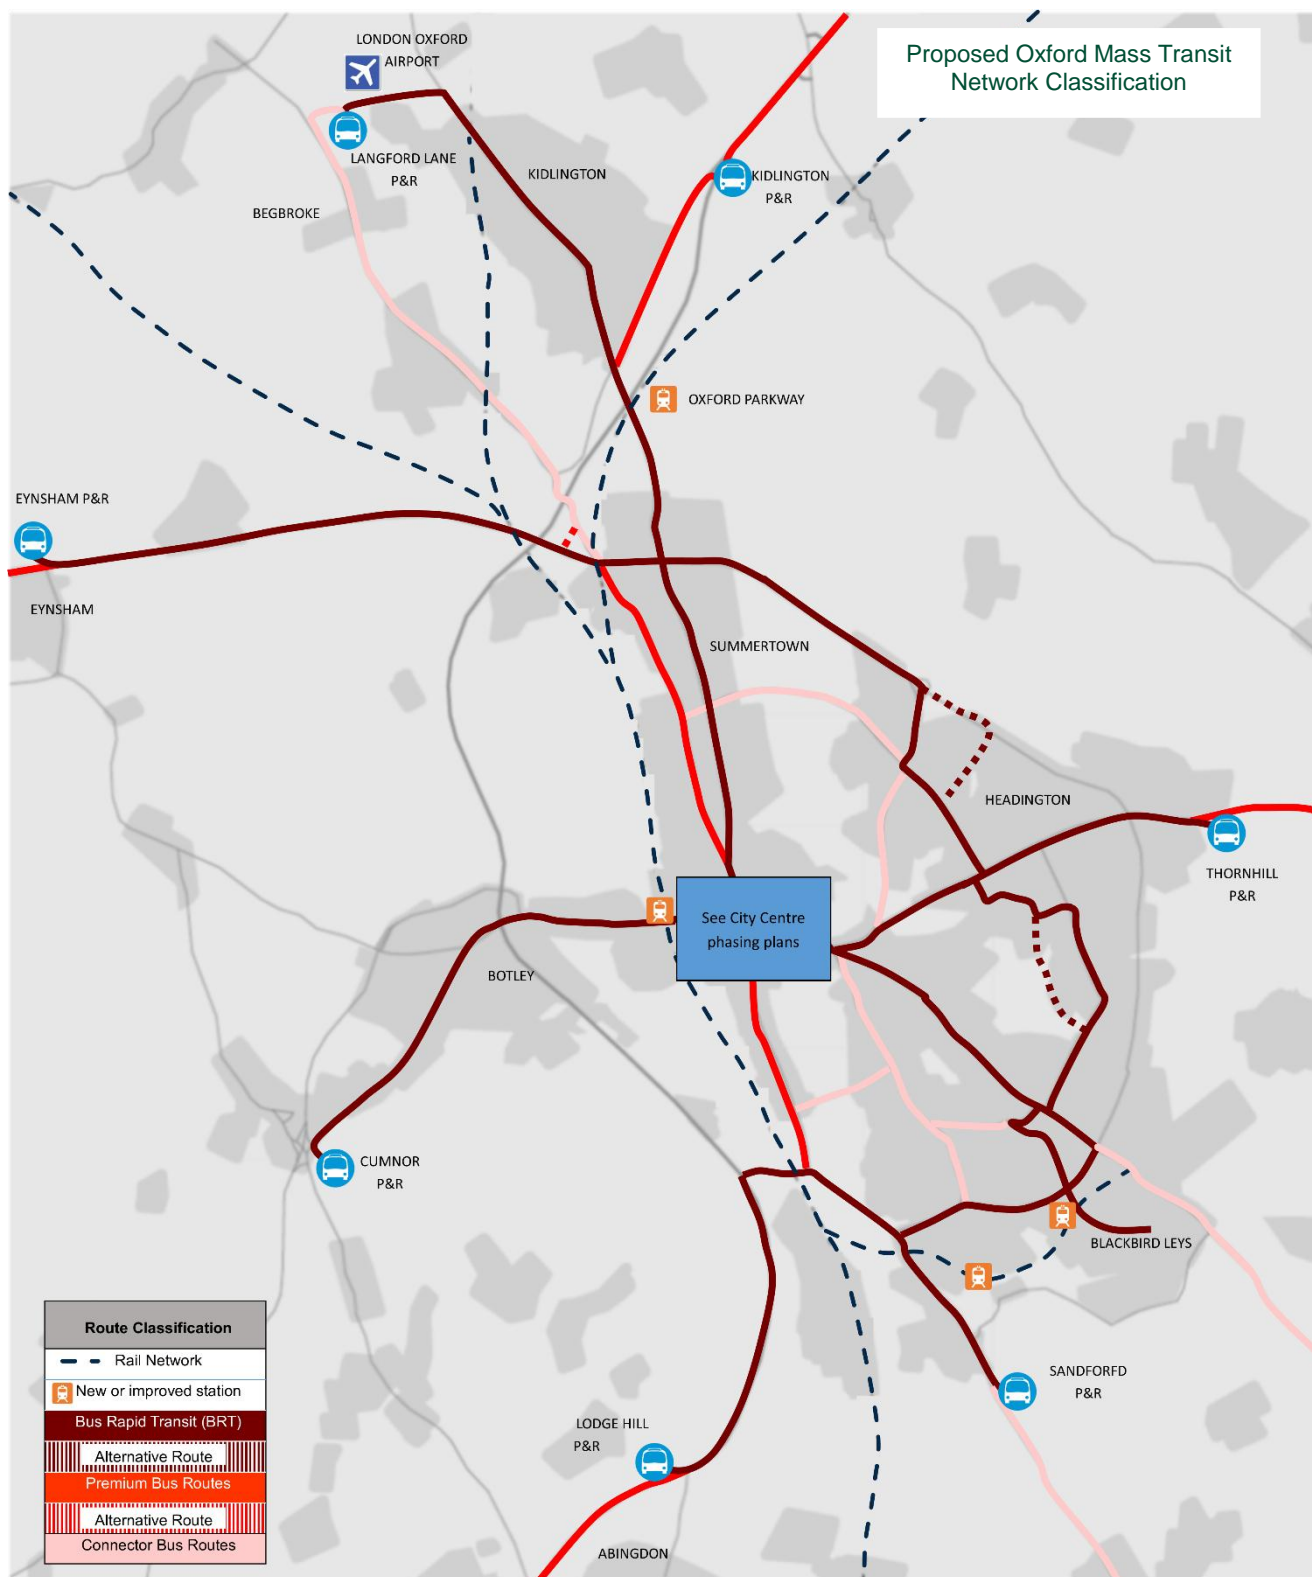 Proposed Oxford Mass Transit
Network Classification
LONDON OXFORD
AIRPORT
LANGFORD LANE
P&R
KIDLINGTON
KIDLINGTON
P&R
BEGBROKE
OXFORD PARKWAY
EYNSHAM P&R
EYNSHAM
SUMMERTOWN
HEADINGTON
THORNHILL
P&R
See City Centre
phasing plans
BOTLEY
CUMNOR
P&R
BLACKBIRD LEYS
SANDFORFD
P&R
LODGE HILL
P&R
ABINGDON
Route Classification
Rail Network
New or improved station
Bus Rapid Transit (BRT)
Alternative Route
Premium Bus Routes
Alternative Route
Connector Bus Routes